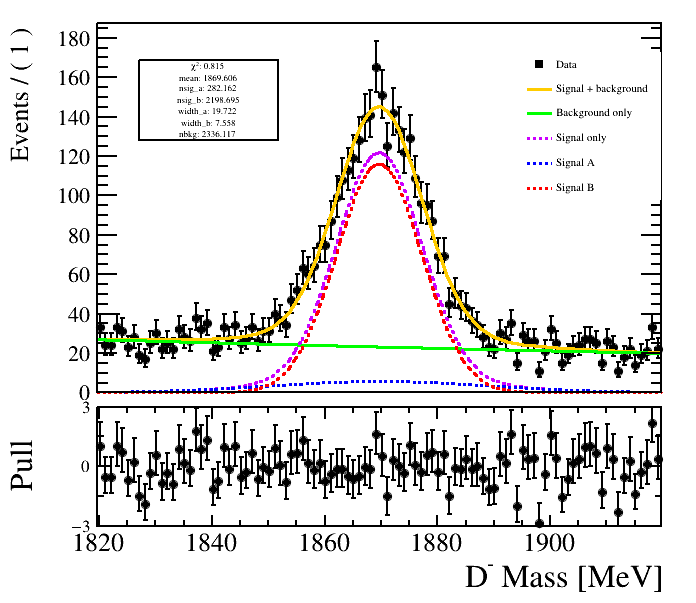 Events / ( 1 )
180
160
140
120
100
80
60
40
20
0
χ²: 0.815
mean: 1869.606
nsig_a: 282.162
nsig_b: 2198.695
width_a: 19.722
width_b: 7.558
nbkg: 2336.117
Data
Signal + background
Background only
Signal only
Signal A
Signal B
Pull
3
0
−3
1820 1840 1860 1880 1900
D⁻ Mass [MeV]